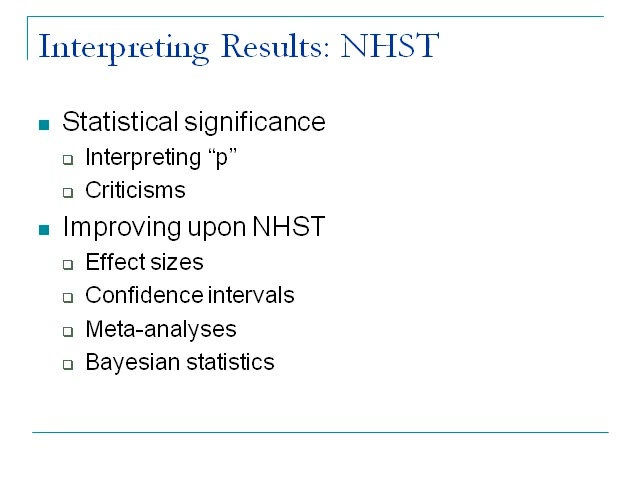 Interpreting Results: NHST
Statistical significance
Interpreting “p”
Criticisms
Improving upon NHST
Effect sizes
Confidence intervals
Meta-analyses
Bayesian statistics